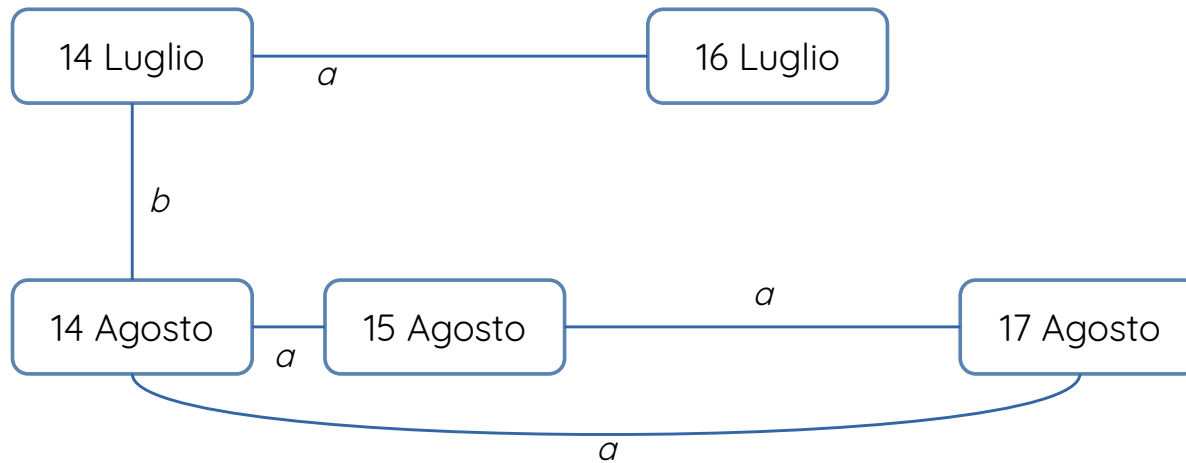 14 Luglio
a
16 Luglio
b
14 Agosto
a
15 Agosto
a
17 Agosto
a